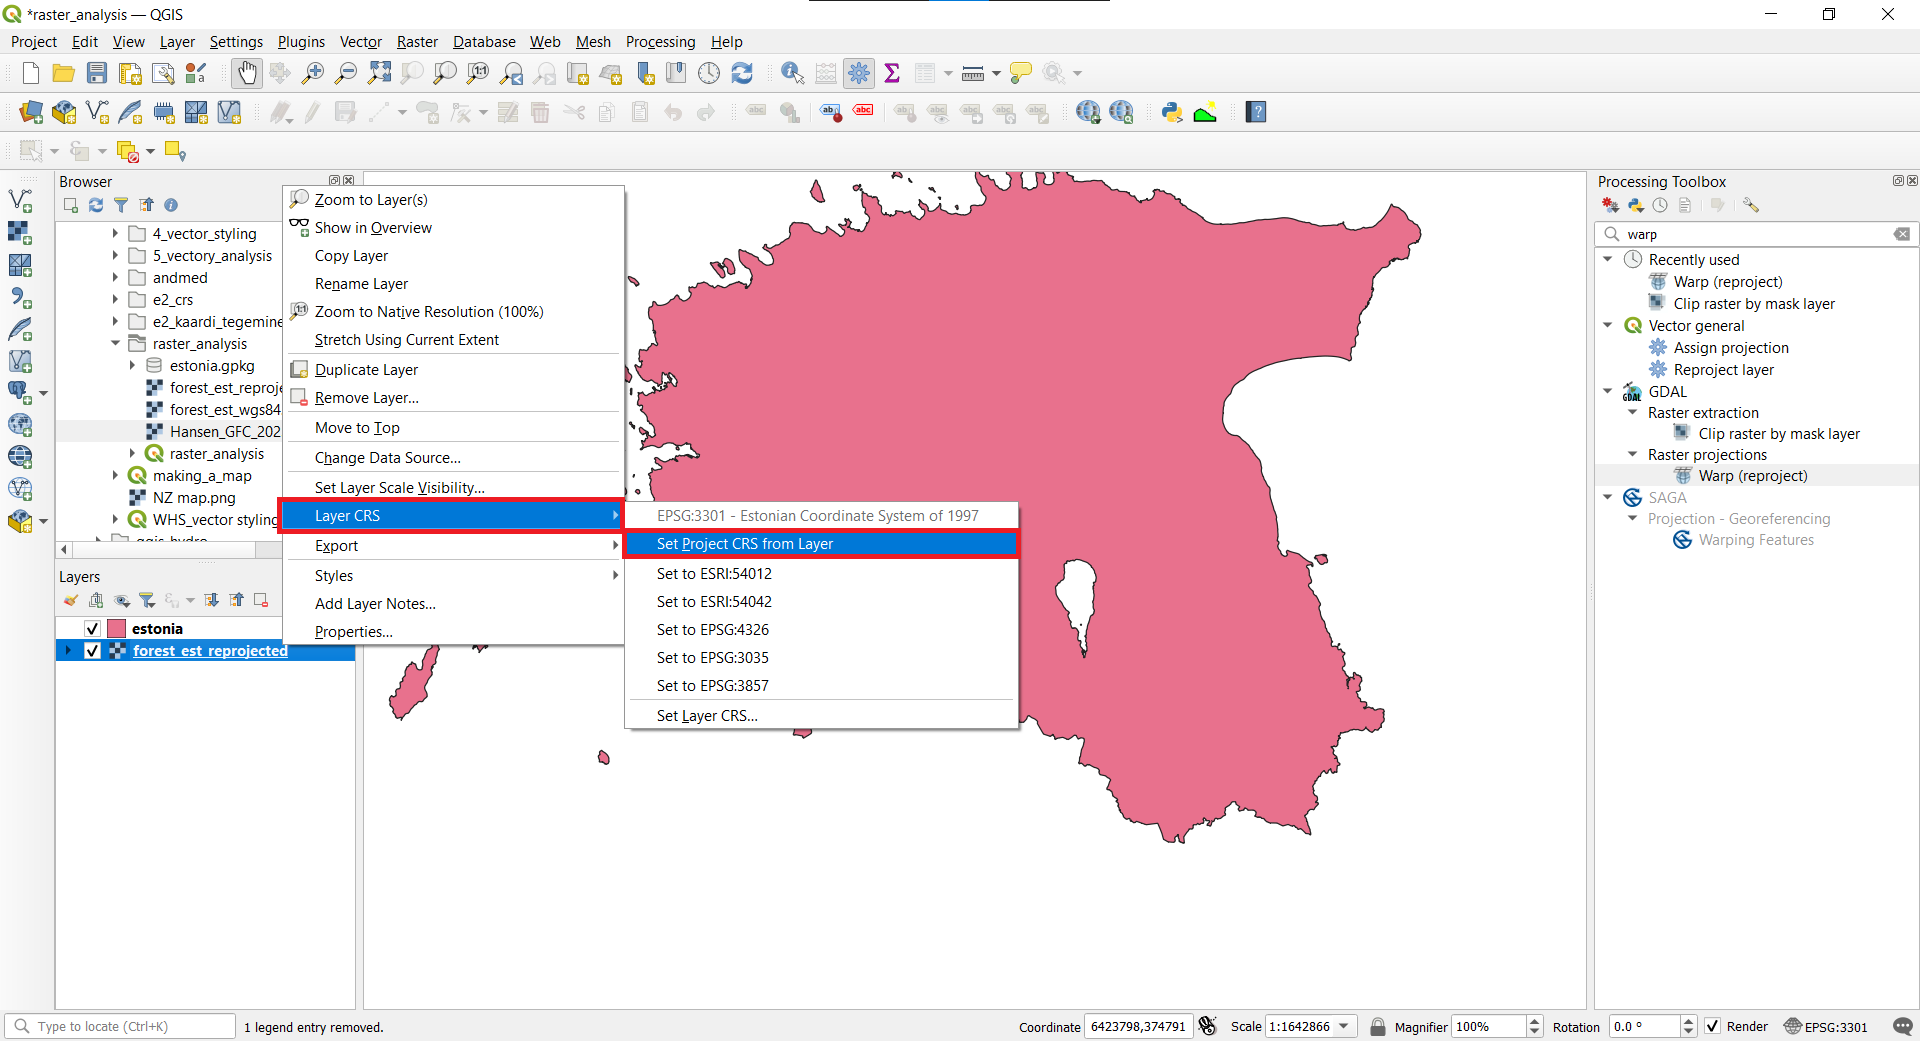 *raster_analysis — QGIS
Project Edit View Layer Settings Plugins Vector Raster Database Web Mesh Processing Help
Browser
4_vector_styling
5_vectory_analysis
andmed
e2_crs
e2_kaardi_tegemine
raster_analysis
estonia.gpkg
forest_est_reproje
forest_est_wgs84
Hansen_GFC_202
raster_analysis
making_a_map
NZ map.png
WHS_vector styling
qgis_hydro
Layers
estonia
forest_est_reprojected
Zoom to Layer(s)
Show in Overview
Copy Layer
Rename Layer
Zoom to Native Resolution (100%)
Stretch Using Current Extent
Duplicate Layer
Remove Layer...
Move to Top
Change Data Source...
Set Layer Scale Visibility...
Layer CRS
Export
Styles
Add Layer Notes...
Properties...
EPSG:3301 - Estonian Coordinate System of 1997
Set Project CRS from Layer
Set to ESRI:54012
Set to ESRI:54042
Set to EPSG:4326
Set to EPSG:3035
Set to EPSG:3857
Set Layer CRS...
Processing Toolbox
warp
Recently used
Warp (reproject)
Clip raster by mask layer
Vector general
Assign projection
Reproject layer
GDAL
Raster extraction
Clip raster by mask layer
Raster projections
Warp (reproject)
SAGA
Projection - Georeferencing
Warping Features
Type to locate (Ctrl+K) 1 legend entry removed. Coordinate 6423798,374791 Scale 1:1642866 Magnifier 100% Rotation 0.0 ° Render EPSG:3301